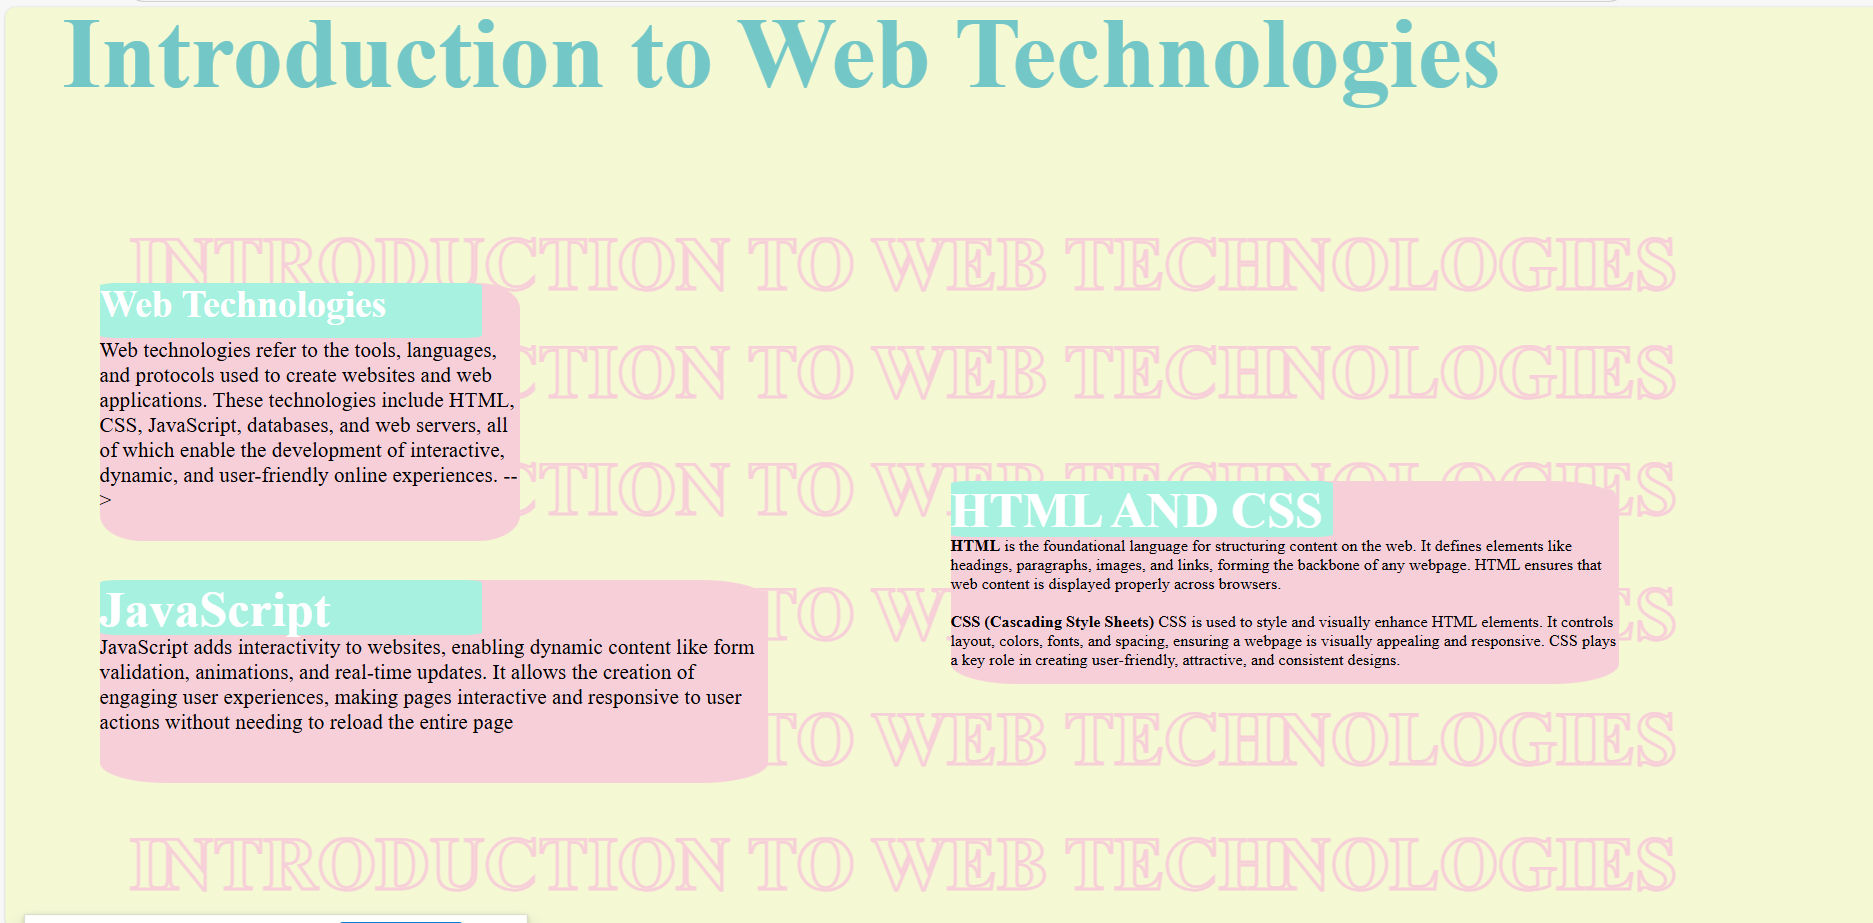 Introduction to Web Technologies
INTRODUCTION TO WEB TECHNOLOGIES
Web Technologies
Web technologies refer to the tools, languages,
and protocols used to create websites and web
applications. These technologies include HTML,
CSS, JavaScript, databases, and web servers, all
of which enable the development of interactive,
dynamic, and user-friendly online experiences. --
>
CTION TO WEB TECHNOLOGIES
CTION TO WEB TECHNOLOGIES
HTML AND CSS
HTML is the foundational language for structuring content on the web. It defines elements like
headings, paragraphs, images, and links, forming the backbone of any webpage. HTML ensures that
web content is displayed properly across browsers.
CSS (Cascading Style Sheets) CSS is used to style and visually enhance HTML elements. It controls
layout, colors, fonts, and spacing, ensuring a webpage is visually appealing and responsive. CSS plays
a key role in creating user-friendly, attractive, and consistent designs.
JavaScript
JavaScript adds interactivity to websites, enabling dynamic content like form
validation, animations, and real-time updates. It allows the creation of
engaging user experiences, making pages interactive and responsive to user
actions without needing to reload the entire page
TO W ES
TO WEB TECHNOLOGIES
INTRODUCTION TO WEB TECHNOLOGIES